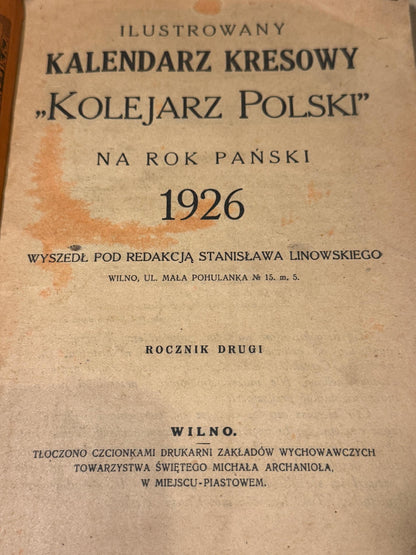 ILUSTROWANY
KALENDARZ KRESOWY
„KOLEJARZ POLSKI”
NA ROK PAŃSKI
1926
WYSZEDŁ POD REDAKCJĄ STANISŁAWA LINOWSKIEGO
WILNO, UL. MAŁA POHULANKA № 15. m. 5.
ROCZNIK DRUGI
WILNO.
TŁOCZONO CZCIONKAMI DRUKARNI ZAKŁADÓW WYCHOWAWCZYCH
TOWARZYSTWA ŚWIĘTEGO MICHAŁA ARCHANIOŁA,
W MIEJSCU-PIASTOWEM.